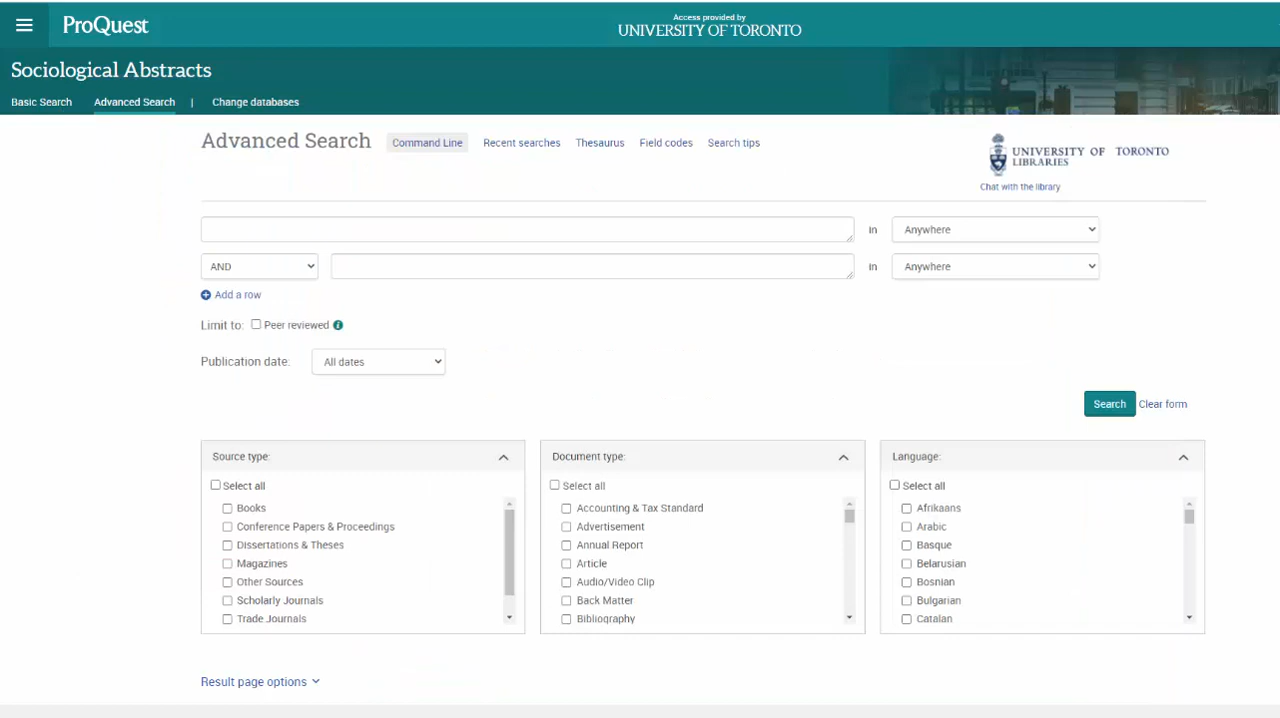 ProQuest
Access provided by
UNIVERSITY OF TORONTO
Sociological Abstracts
Basic Search Advanced Search | Change databases
Advanced Search Command Line Recent searches Thesaurus Field codes Search tips
UNIVERSITY OF TORONTO
LIBRARIES
Chat with the library
in Anywhere
AND in Anywhere
Add a row
Limit to: Peer reviewed
Publication date: All dates
Search Clear form
Source type: Document type: Language:
Select all Select all Select all
Books Accounting & Tax Standard Afrikaans
Conference Papers & Proceedings Advertisement Arabic
Dissertations & Theses Annual Report Basque
Magazines Article Belarusian
Other Sources Audio/Video Clip Bosnian
Scholarly Journals Back Matter Bulgarian
Trade Journals Bibliography Catalan
Result page options